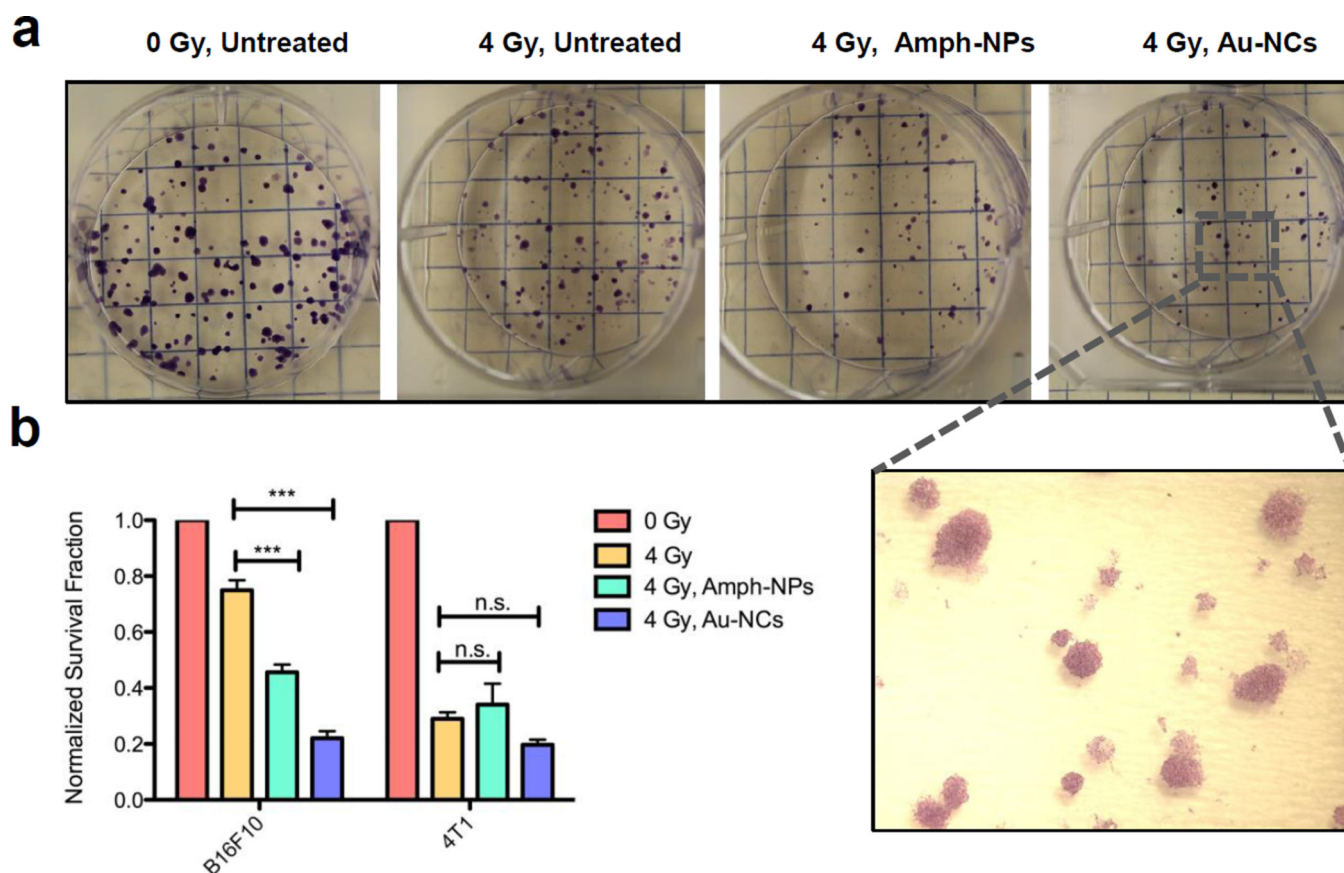 a
0 Gy, Untreated
4 Gy, Untreated
4 Gy, Amph-NPs
4 Gy, Au-NCs
b
Normalized Survival Fraction
1.0
0.8
0.6
0.4
0.2
0.0
***
***
n.s.
n.s.
B16F10
4T1
0 Gy
4 Gy
4 Gy, Amph-NPs
4 Gy, Au-NCs